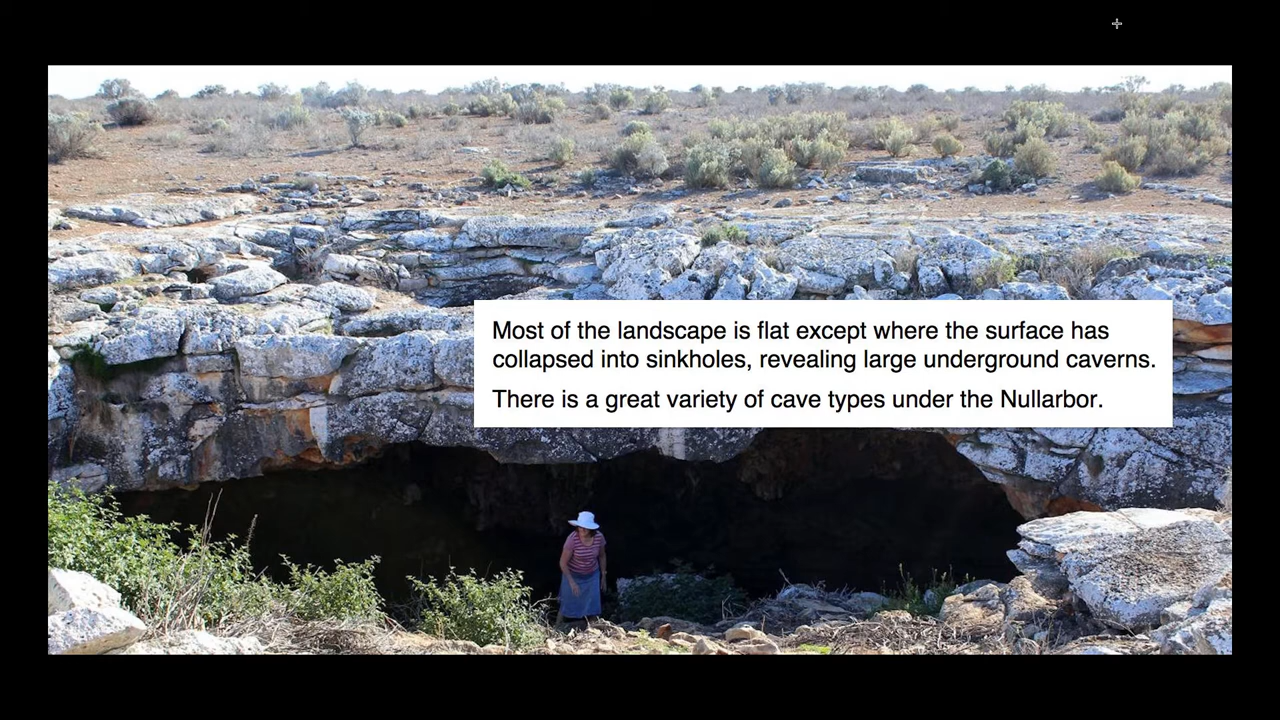 Most of the landscape is flat except where the surface has
collapsed into sinkholes, revealing large underground caverns.
There is a great variety of cave types under the Nullarbor.